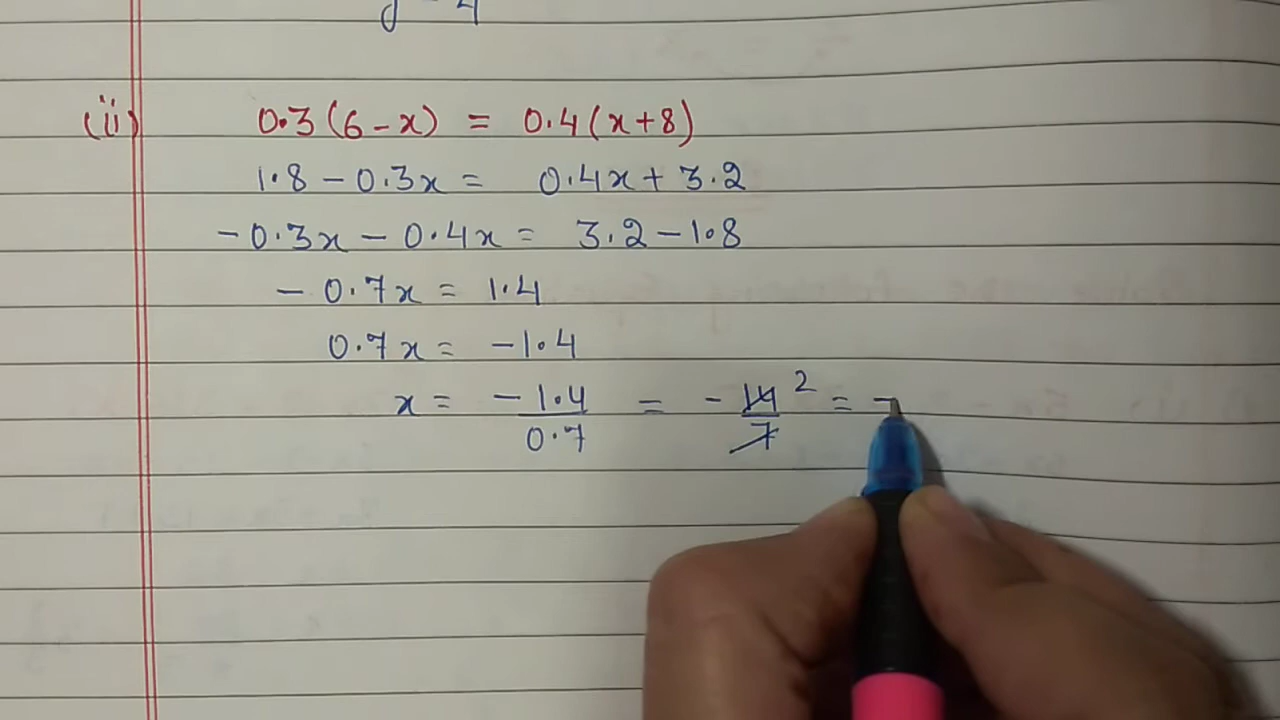 y = 4
(ii) 0.3(6-x) = 0.4(x+8)
1.8 - 0.3x = 0.4x + 3.2
-0.3x - 0.4x = 3.2 - 1.8
- 0.7x = 1.4
0.7x = -1.4
x = -1.4/0.7 = -14/7 2 = -